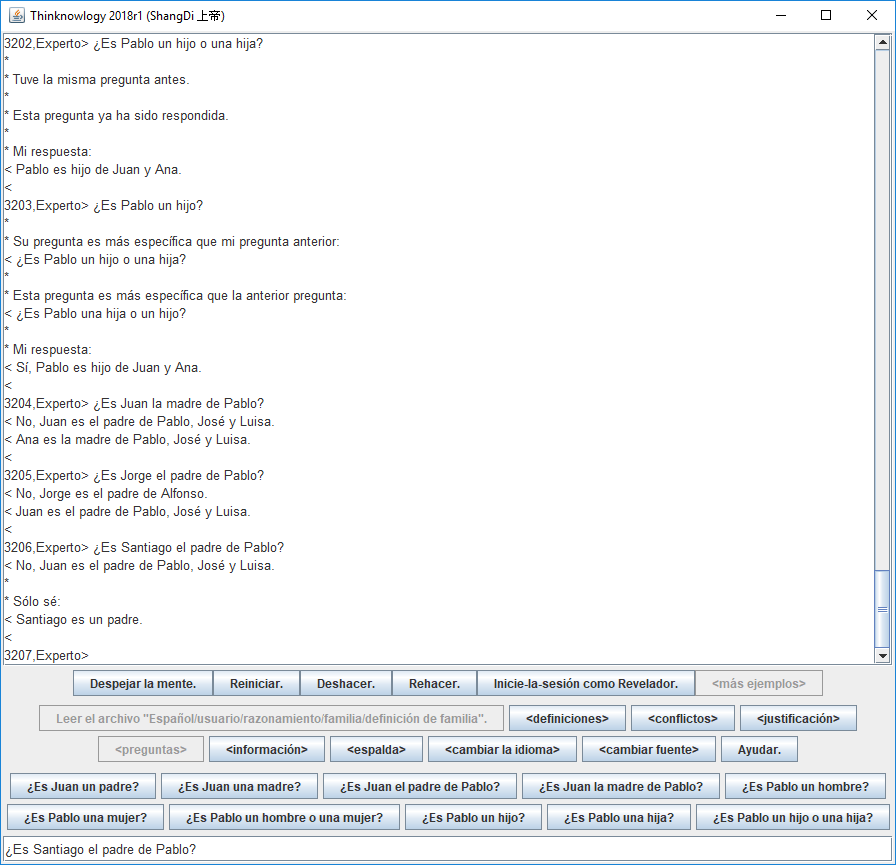 Thinknowlogy 2018r1 (ShangDi 上帝)
3202,Experto> ¿Es Pablo un hijo o una hija?
*
* Tuve la misma pregunta antes.
*
* Esta pregunta ya ha sido respondida.
*
* Mi respuesta:
< Pablo es hijo de Juan y Ana.
<
3203,Experto> ¿Es Pablo un hijo?
*
* Su pregunta es más específica que mi pregunta anterior:
< ¿Es Pablo un hijo o una hija?
*
* Esta pregunta es más específica que la anterior pregunta:
< ¿Es Pablo una hija o un hijo?
*
* Mi respuesta:
< Sí, Pablo es hijo de Juan y Ana.
<
3204,Experto> ¿Es Juan la madre de Pablo?
< No, Juan es el padre de Pablo, José y Luisa.
< Ana es la madre de Pablo, José y Luisa.
<
3205,Experto> ¿Es Jorge el padre de Pablo?
< No, Jorge es el padre de Alfonso.
< Juan es el padre de Pablo, José y Luisa.
<
3206,Experto> ¿Es Santiago el padre de Pablo?
< No, Juan es el padre de Pablo, José y Luisa.
*
* Sólo sé:
< Santiago es un padre.
<
3207,Experto>
Despejar la mente. Reiniciar. Deshacer. Rehacer. Inicie-la-sesión como Revelador. <más ejemplos>
Leer el archivo "Español/usuario/razonamiento/familia/definición de familia". <definiciones> <conflictos> <justificación>
<preguntas> <información> <espalda> <cambiar la idioma> <cambiar fuente> Ayudar.
¿Es Juan un padre? ¿Es Juan una madre? ¿Es Juan el padre de Pablo? ¿Es Juan la madre de Pablo? ¿Es Pablo un hombre?
¿Es Pablo una mujer? ¿Es Pablo un hombre o una mujer? ¿Es Pablo un hijo? ¿Es Pablo una hija? ¿Es Pablo un hijo o una hija?
¿Es Santiago el padre de Pablo?